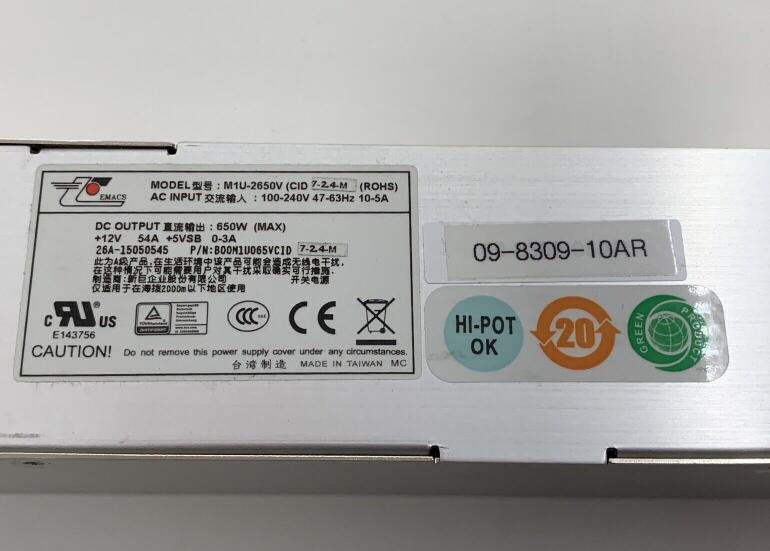 EMACS
MODEL 型号 : M1U-2650V (CID 7-2.4-M (ROHS)
AC INPUT 交流输入 : 100-240V 47-63Hz 10-5A
DC OUTPUT 直流输出: 650W (MAX)
+12V 54A +5VSB 0-3A
26A-15050545 P/N:B00M1U065VCID 7-2.4-M
此为A级产品,在生活环境中该产品可能会造成无线电干扰,
在这种情况下可能需要用户对其干扰采取切实可行的措施
制造商:新巨企业股份有限公司 开关电源
仅适用于在海拔2000m以下地区使用
C RU US
E143756
CCC
CE
CAUTION! Do not remove this power supply cover under any circumstances.
台湾制造 MADE IN TAIWAN MC
09-8309-10AR
HI-POT
OK
20
GREEN PRODUCT